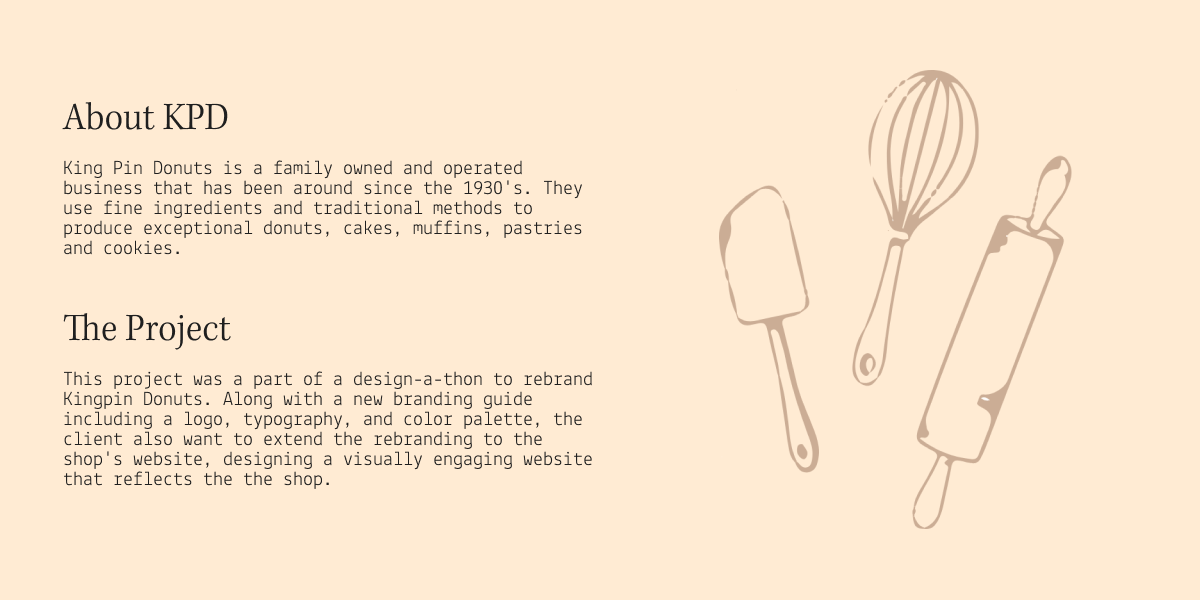 About KPD
King Pin Donuts is a family owned and operated
business that has been around since the 1930's. They
use fine ingredients and traditional methods to
produce exceptional donuts, cakes, muffins, pastries
and cookies.
The Project
This project was a part of a design-a-thon to rebrand
Kingpin Donuts. Along with a new branding guide
including a logo, typography, and color palette, the
client also want to extend the rebranding to the
shop's website, designing a visually engaging website
that reflects the the shop.